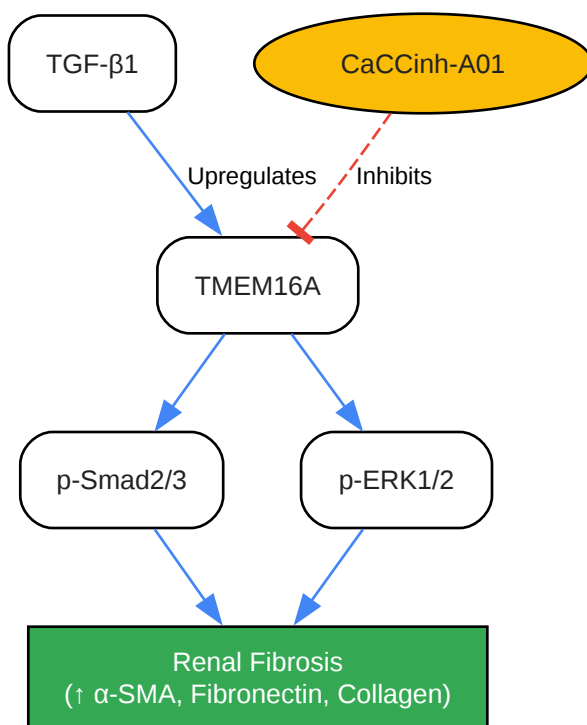 TGF-β1
CaCCinh-A01
Upregulates
Inhibits
TMEM16A
p-Smad2/3
p-ERK1/2
Renal Fibrosis
(↑ α-SMA, Fibronectin, Collagen)